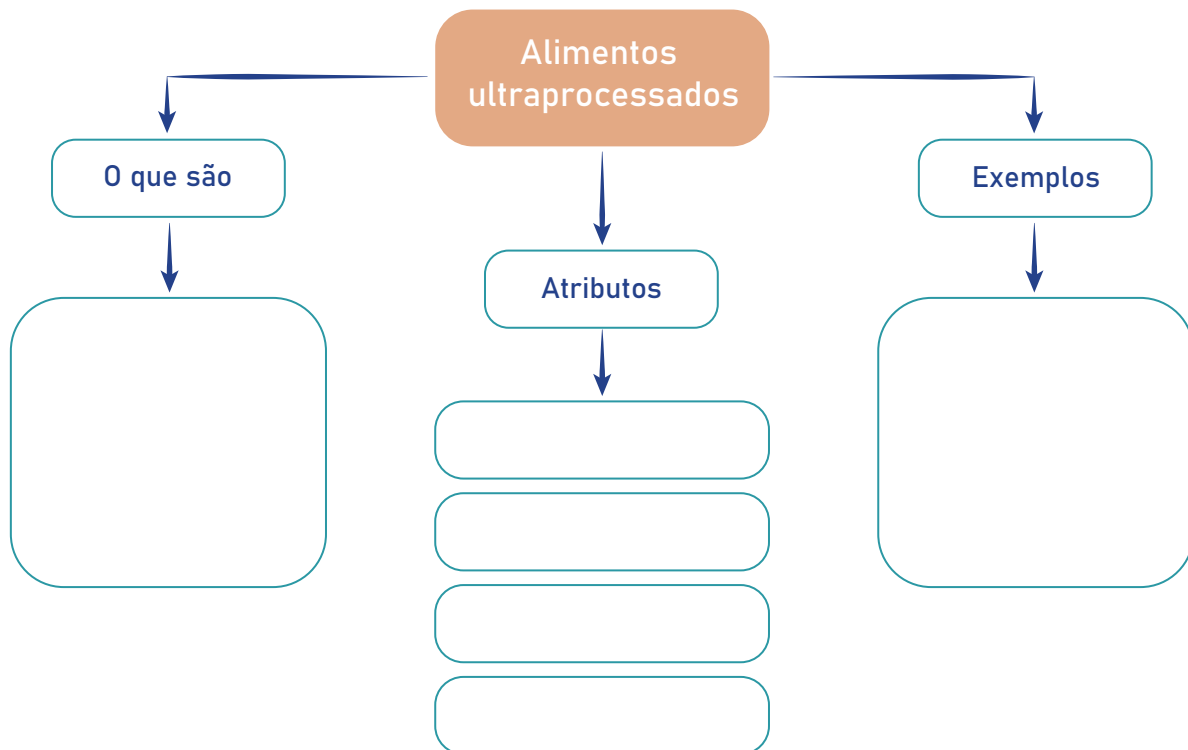 Alimentos
ultraprocessados
O que são
Exemplos
Atributos